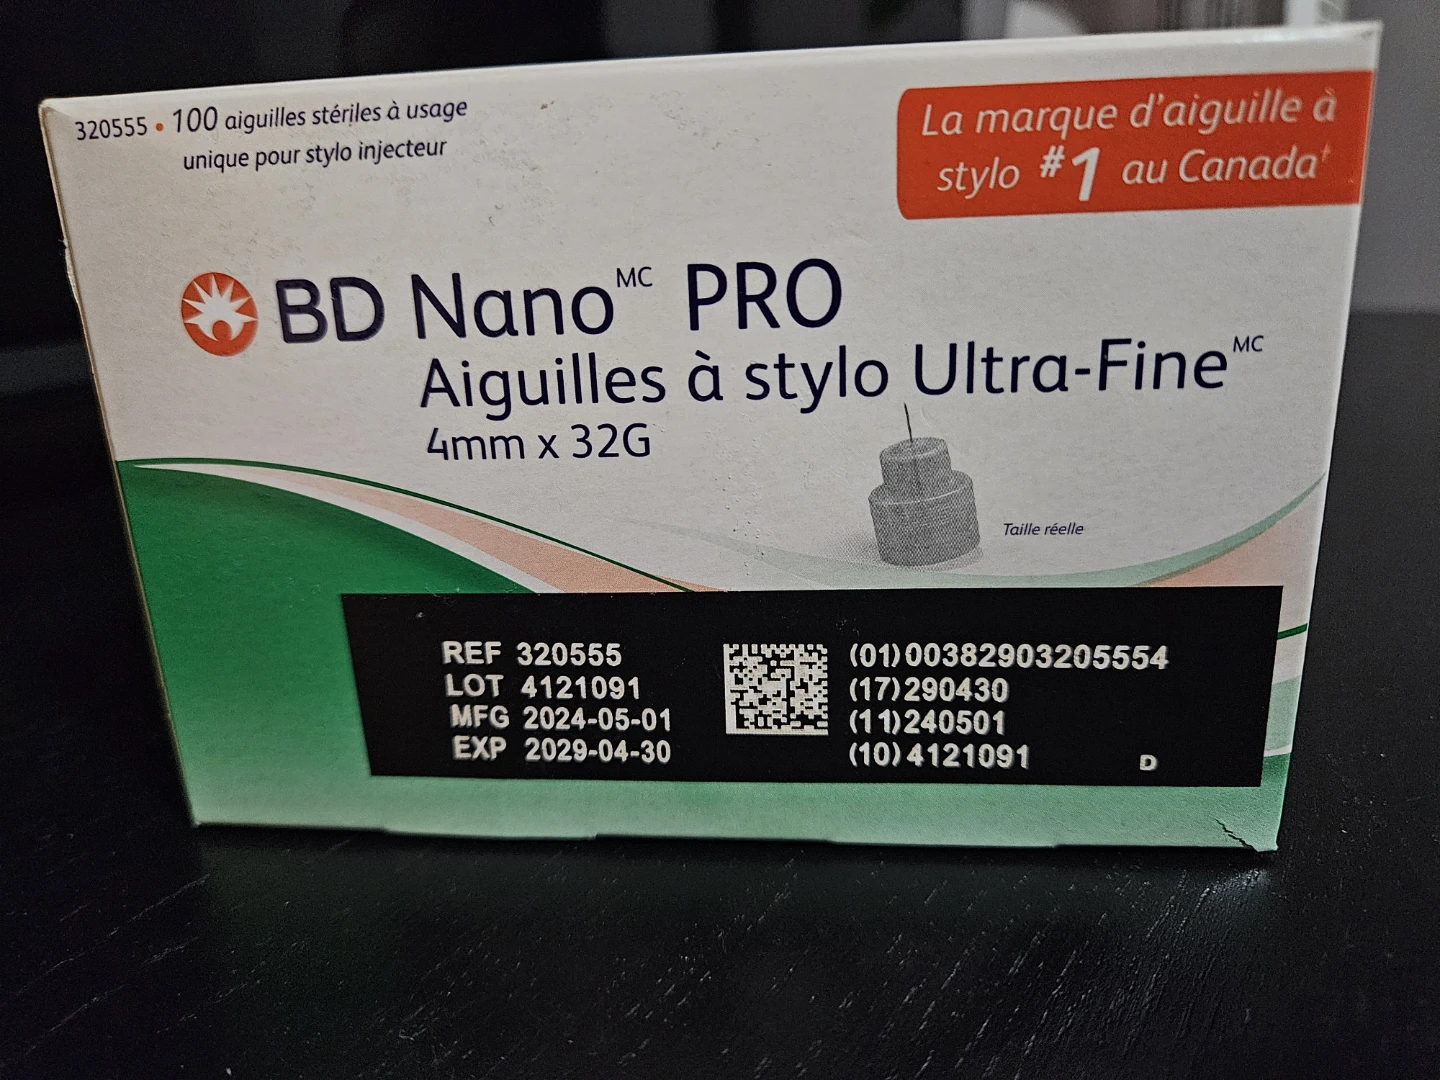 320555 • 100 aiguilles stériles à usage
unique pour stylo injecteur
La marque d'aiguille à
stylo #1 au Canada†
BD Nano MC PRO
Aiguilles à stylo Ultra-Fine MC
4mm x 32G
Taille réelle
REF 320555
LOT 4121091
MFG 2024-05-01
EXP 2029-04-30
(01)00382903205554
(17)290430
(11)240501
(10)4121091
D